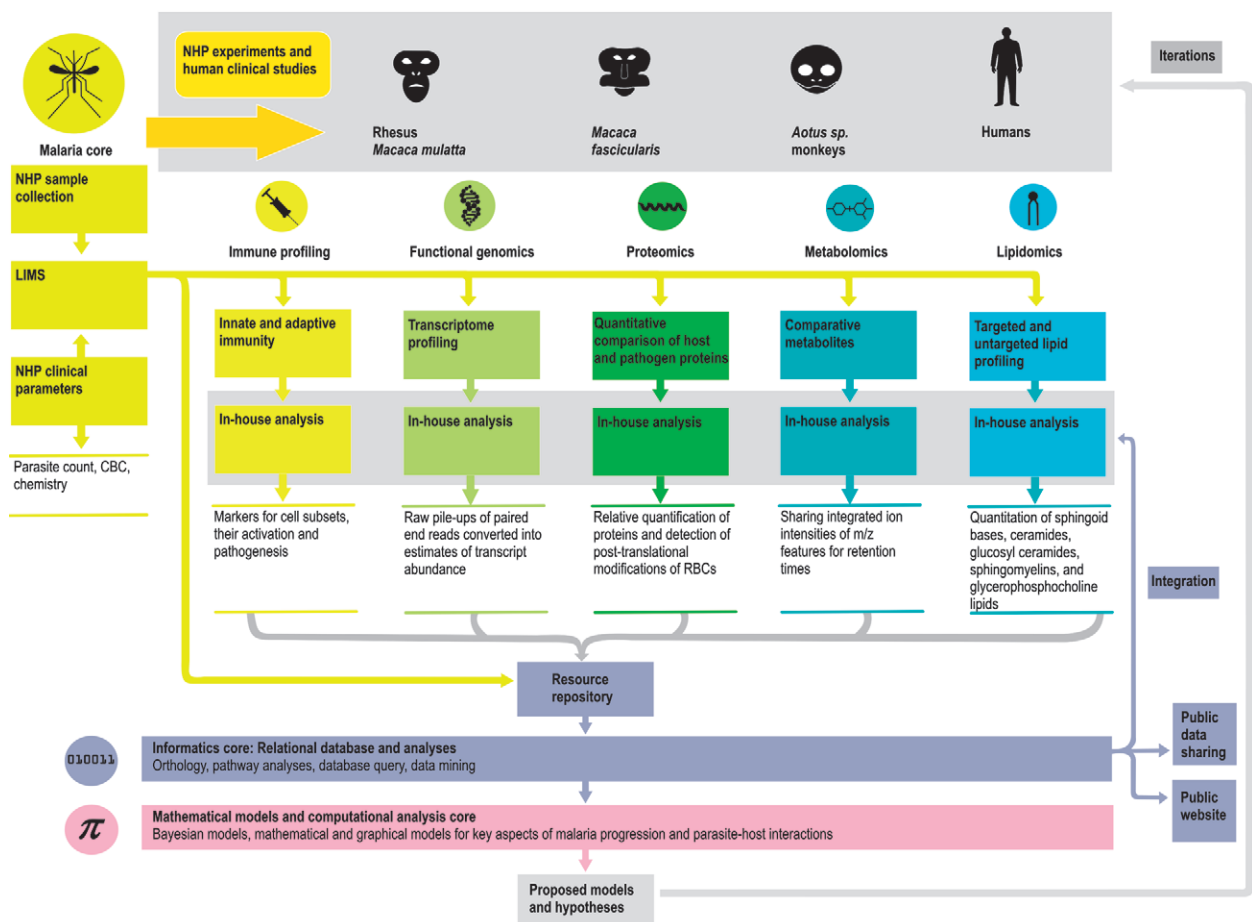 NHP experiments and
human clinical studies
Iterations
Malaria core
Rhesus
Macaca mulatta
Macaca
fascicularis
Aotus sp.
monkeys
Humans
NHP sample
collection
Immune profiling
Functional genomics
Proteomics
Metabolomics
Lipidomics
LIMS
Innate and adaptive
immunity
Transcriptome
profiling
Quantitative
comparison of host
and pathogen proteins
Comparative
metabolites
Targeted and
untargeted lipid
profiling
NHP clinical
parameters
In-house analysis
In-house analysis
In-house analysis
In-house analysis
In-house analysis
Parasite count, CBC,
chemistry
Markers for cell subsets,
their activation and
pathogenesis
Raw pile-ups of paired
end reads converted into
estimates of transcript
abundance
Relative quantification of
proteins and detection of
post-translational
modifications of RBCs
Sharing integrated ion
intensities of m/z
features for retention
times
Quantitation of sphingoid
bases, ceramides,
glucosyl ceramides,
sphingomyelins, and
glycerophosphocholine
lipids
Integration
Resource
repository
Public
data
sharing
010011
Informatics core: Relational database and analyses
Orthology, pathway analyses, database query, data mining
Public
website
π
Mathematical models and computational analysis core
Bayesian models, mathematical and graphical models for key aspects of malaria progression and parasite-host interactions
Proposed models
and hypotheses